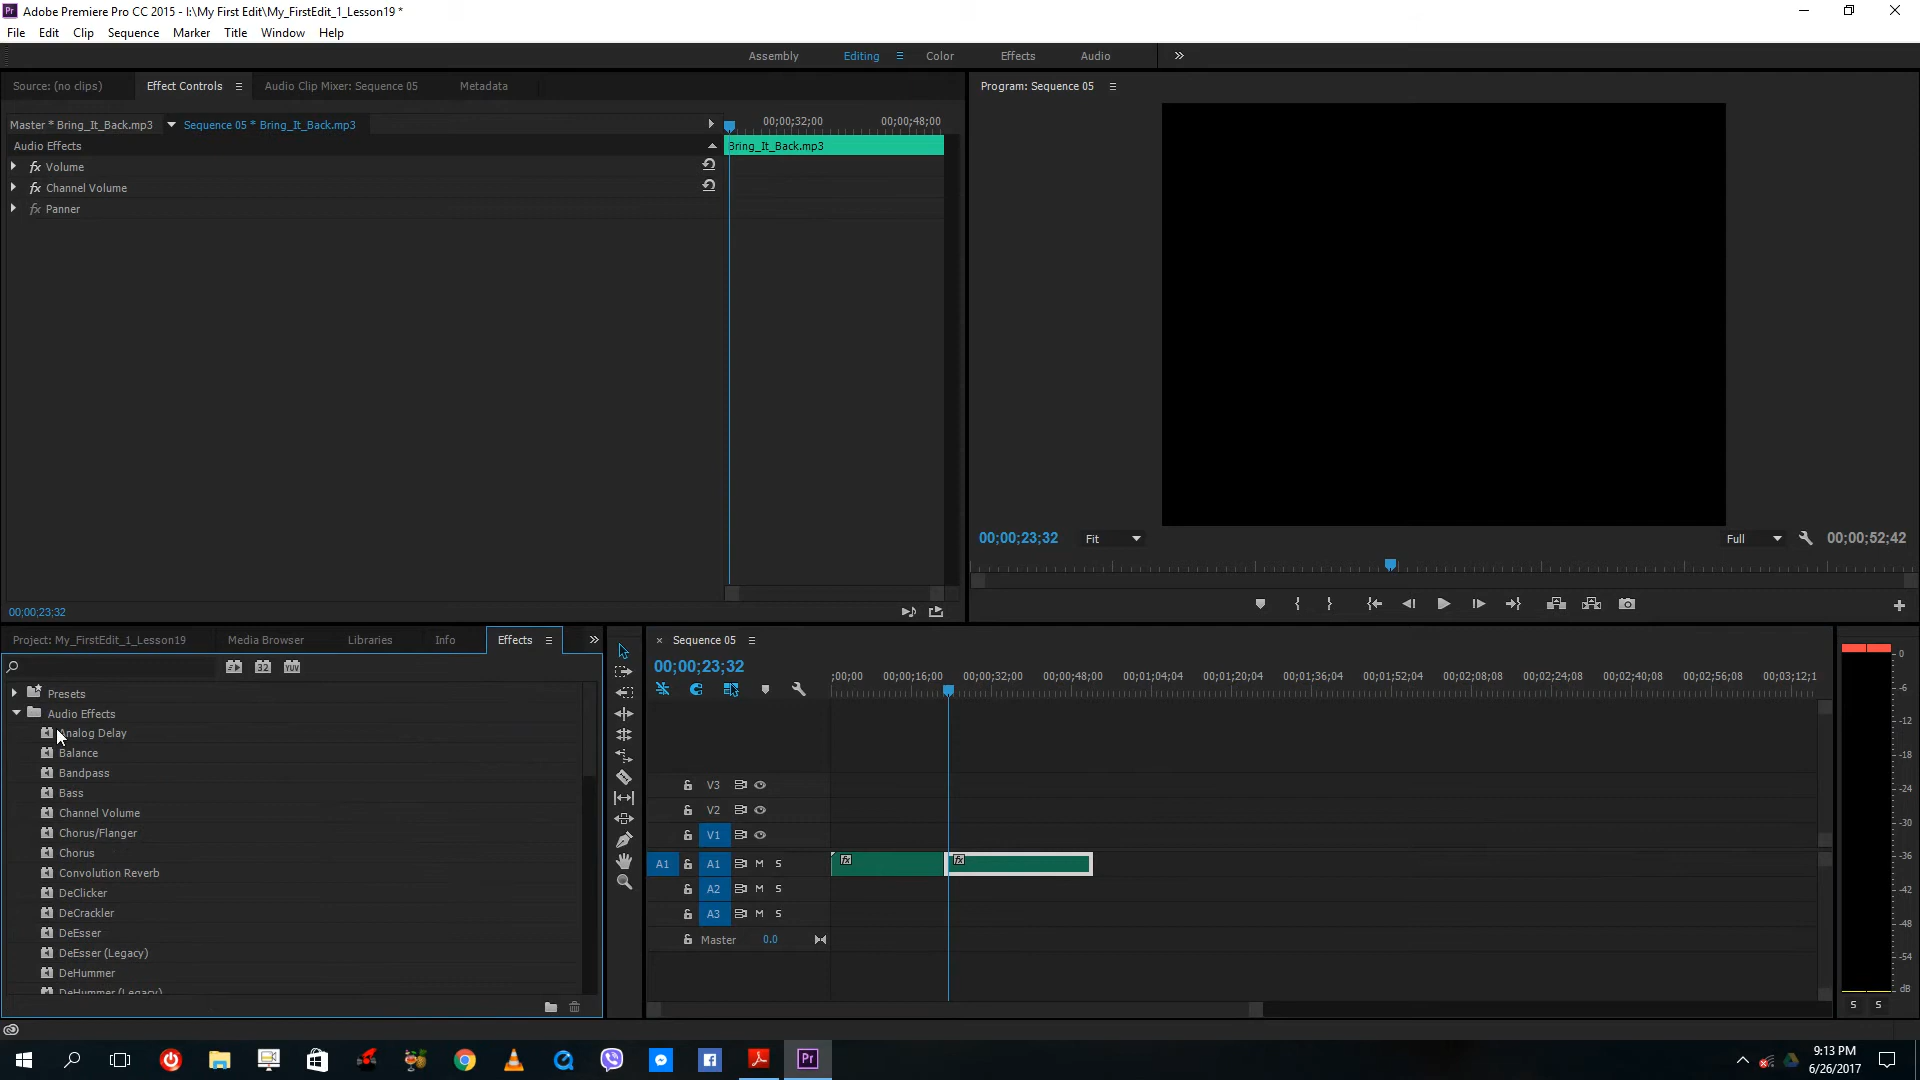 Pr Adobe Premiere Pro CC 2015 - I:\My First Edit\My_FirstEdit_1_Lesson19 *
File Edit Clip Sequence Marker Title Window Help
Assembly Editing Color Effects Audio
Source: (no clips) Effect Controls Audio Clip Mixer: Sequence 05 Metadata
Program: Sequence 05
Master * Bring_It_Back.mp3 Sequence 05 * Bring_It_Back.mp3
00;00;32;00 00;00;48;00
Audio Effects
Bring_It_Back.mp3
fx Volume
fx Channel Volume
fx Panner
00;00;23;32 Fit Full 00;00;52;42
00;00;23;32
Project: My_FirstEdit_1_Lesson19 Media Browser Libraries Info Effects
32 YUV
Presets
Audio Effects
Analog Delay
Balance
Bandpass
Bass
Channel Volume
Chorus/Flanger
Chorus
Convolution Reverb
DeClicker
DeCrackler
DeEsser
DeEsser (Legacy)
DeHummer
DeHummer (Legacy)
× Sequence 05
00;00;23;32
;00;00 00;00;16;00 00;00;32;00 00;00;48;00 00;01;04;04 00;01;20;04 00;01;36;04 00;01;52;04 00;02;08;08 00;02;24;08 00;02;40;08 00;02;56;08 00;03;12;1
V3
V2
V1
A1 A1 M S fx fx
A2 M S
A3 M S
Master 0.0
0
-6
-12
-18
-24
-30
-36
-42
-48
-54
dB
S S
Pr
9:13 PM
6/26/2017